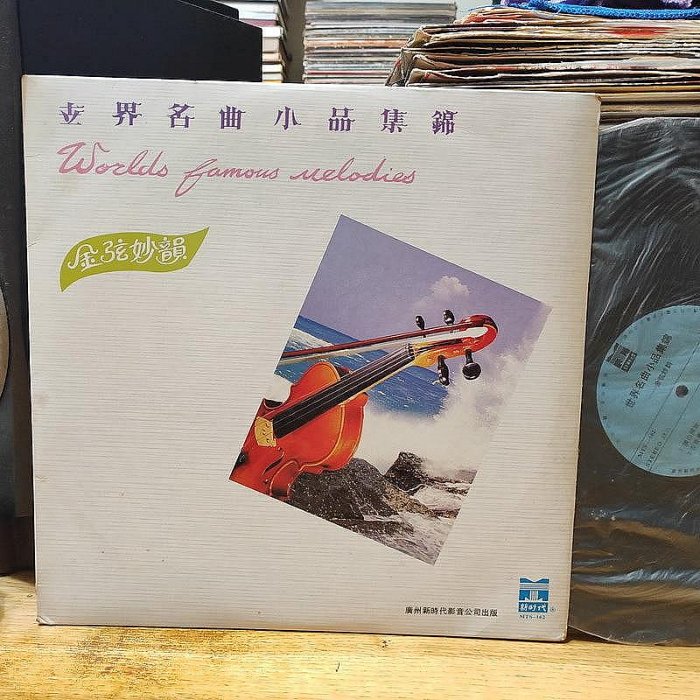 世界名曲小品集錦
Worlds famous melodies
金弦妙韻
廣州新時代影音公司出版
新時代
MTS-162
世界名曲小品集錦